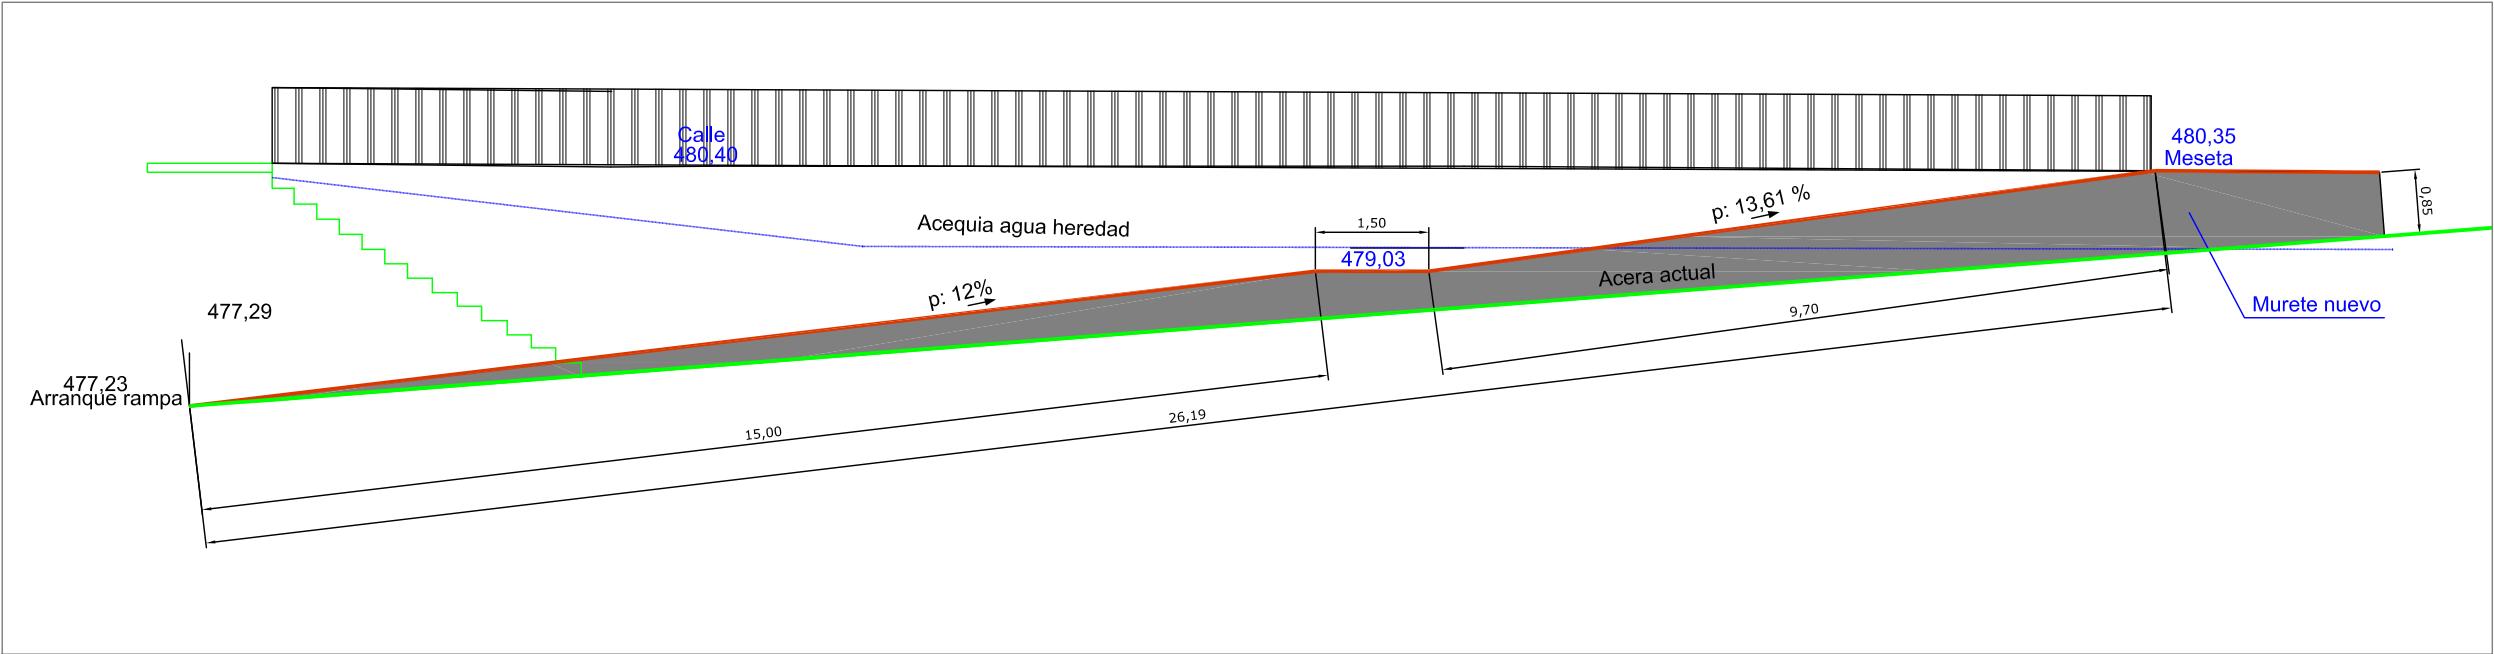 Calle
480,40
480,35
Meseta
p: 13,61 %
0,85
Acequia agua heredad
1,50
479,03
Acera actual
p: 12%
477,29
Murete nuevo
9,70
477,23
Arranque rampa
15,00
26,19